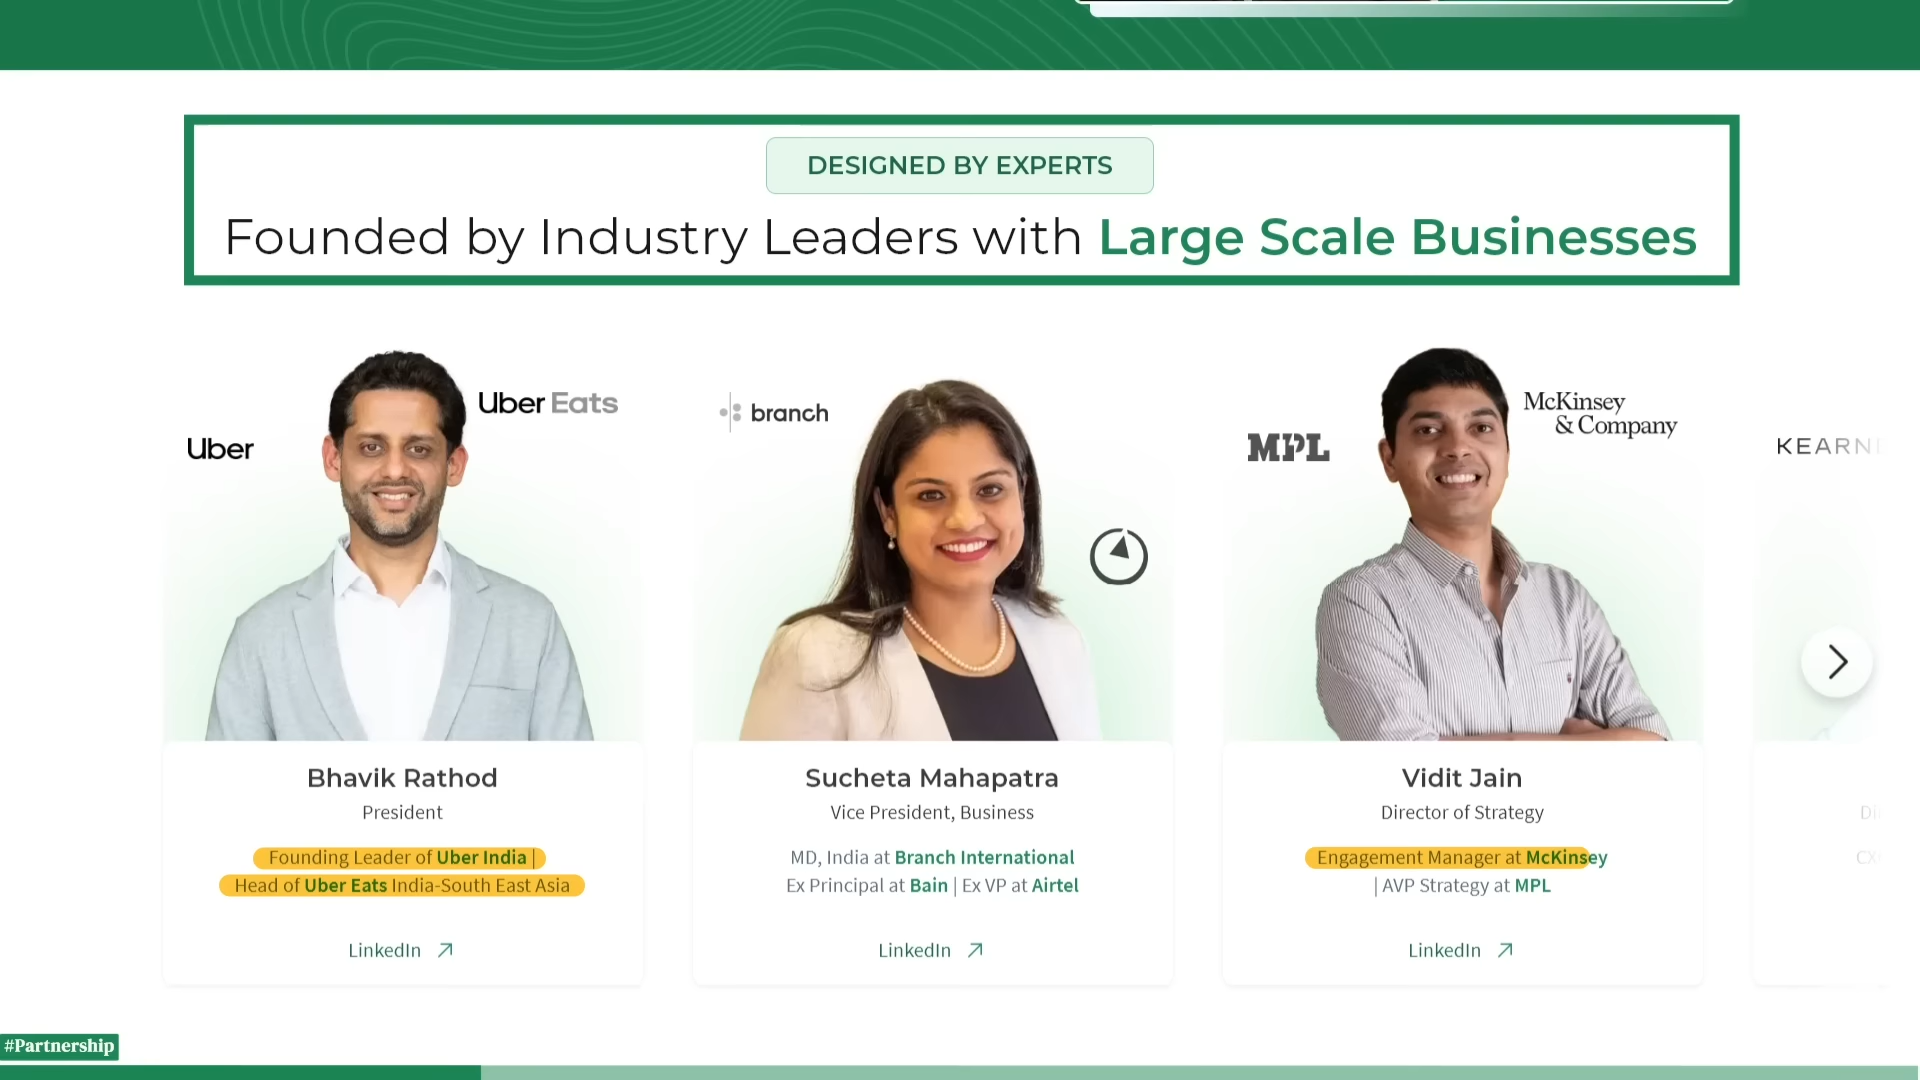 DESIGNED BY EXPERTS
Founded by Industry Leaders with Large Scale Businesses
Uber
Uber Eats
branch
MPL
McKinsey
& Company
KEARN
Bhavik Rathod
President
Founding Leader of Uber India |
Head of Uber Eats India-South East Asia
LinkedIn
Sucheta Mahapatra
Vice President, Business
MD, India at Branch International
Ex Principal at Bain | Ex VP at Airtel
LinkedIn
Vidit Jain
Director of Strategy
Engagement Manager at McKinsey
| AVP Strategy at MPL
LinkedIn
#Partnership